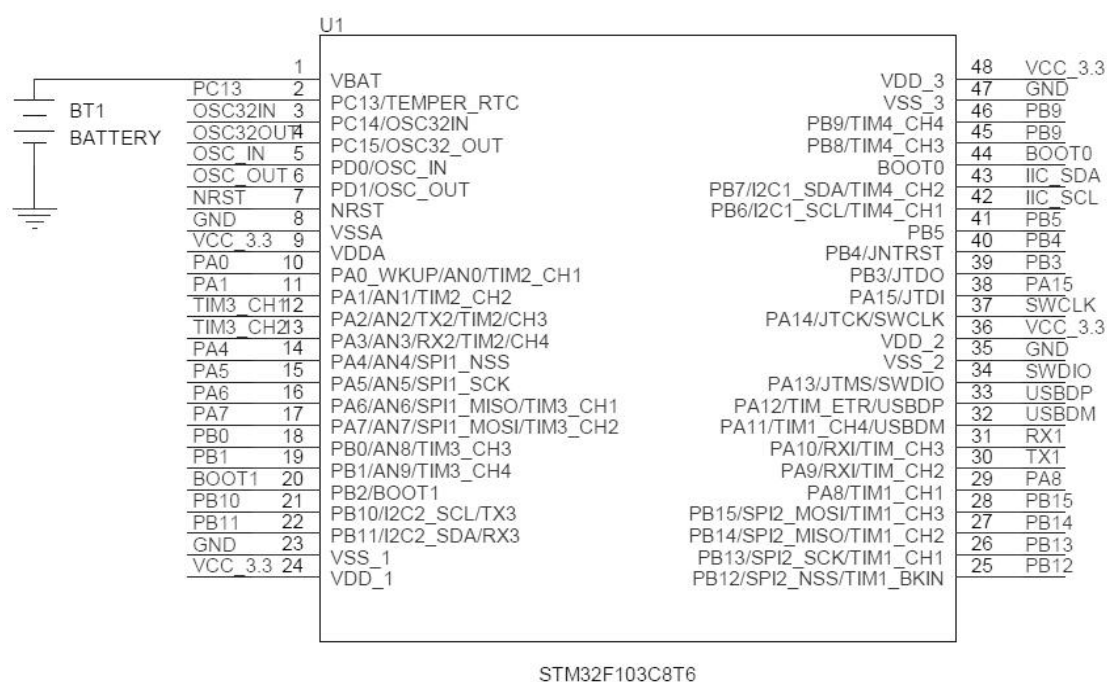 U1
1 VBAT
PC13 2 PC13/TEMPER_RTC
OSC32IN 3 PC14/OSC32IN
OSC32OUT 4 PC15/OSC32_OUT
OSC_IN 5 PD0/OSC_IN
OSC_OUT 6 PD1/OSC_OUT
NRST 7 NRST
GND 8 VSSA
VCC_3.3 9 VDDA
PA0 10 PA0_WKUP/AN0/TIM2_CH1
PA1 11 PA1/AN1/TIM2_CH2
TIM3_CH1 12 PA2/AN2/TX2/TIM2/CH3
TIM3_CH2 13 PA3/AN3/RX2/TIM2/CH4
PA4 14 PA4/AN4/SPI1_NSS
PA5 15 PA5/AN5/SPI1_SCK
PA6 16 PA6/AN6/SPI1_MISO/TIM3_CH1
PA7 17 PA7/AN7/SPI1_MOSI/TIM3_CH2
PB0 18 PB0/AN8/TIM3_CH3
PB1 19 PB1/AN9/TIM3_CH4
BOOT1 20 PB2/BOOT1
PB10 21 PB10/I2C2_SCL/TX3
PB11 22 PB11/I2C2_SDA/RX3
GND 23 VSS_1
VCC_3.3 24 VDD_1
BT1
BATTERY
VDD_3 48 VCC_3.3
VSS_3 47 GND
PB9/TIM4_CH4 46 PB9
PB8/TIM4_CH3 45 PB9
BOOT0 44 BOOT0
PB7/I2C1_SDA/TIM4_CH2 43 IIC_SDA
PB6/I2C1_SCL/TIM4_CH1 42 IIC_SCL
PB5 41 PB5
PB4/JNTRST 40 PB4
PB3/JTDO 39 PB3
PA15/JTDI 38 PA15
PA14/JTCK/SWCLK 37 SWCLK
VDD_2 36 VCC_3.3
VSS_2 35 GND
PA13/JTMS/SWDIO 34 SWDIO
PA12/TIM_ETR/USBDP 33 USBDP
PA11/TIM1_CH4/USBDM 32 USBDM
PA10/RXI/TIM_CH3 31 RX1
PA9/RXI/TIM_CH2 30 TX1
PA8/TIM1_CH1 29 PA8
PB15/SPI2_MOSI/TIM1_CH3 28 PB15
PB14/SPI2_MISO/TIM1_CH2 27 PB14
PB13/SPI2_SCK/TIM1_CH1 26 PB13
PB12/SPI2_NSS/TIM1_BKIN 25 PB12
STM32F103C8T6